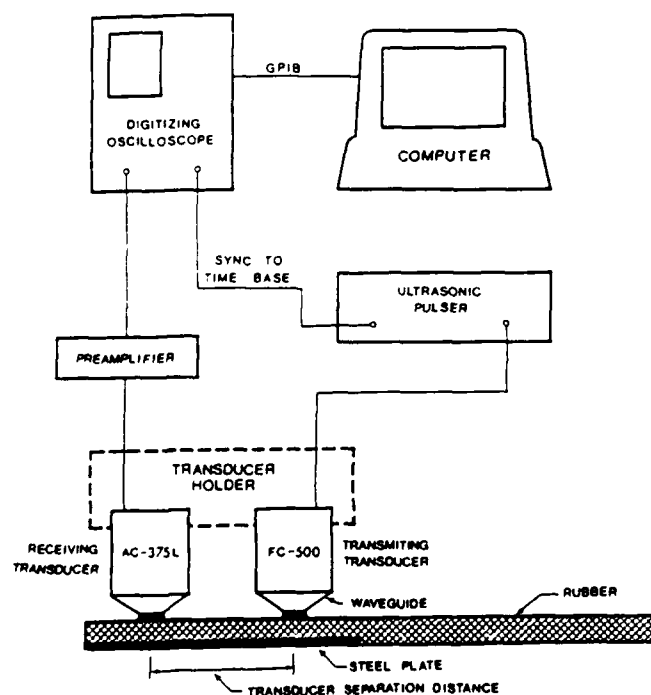 GPIB
DIGITIZING
OSCILLOSCOPE
COMPUTER
SYNC TO
TIME BASE
ULTRASONIC
PULSER
PREAMPLIFIER
TRANSDUCER
HOLDER
RECEIVING
TRANSDUCER
AC-375L
FC-500
TRANSMITING
TRANSDUCER
WAVEGUIDE
RUBBER
STEEL PLATE
TRANSDUCER SEPARATION DISTANCE